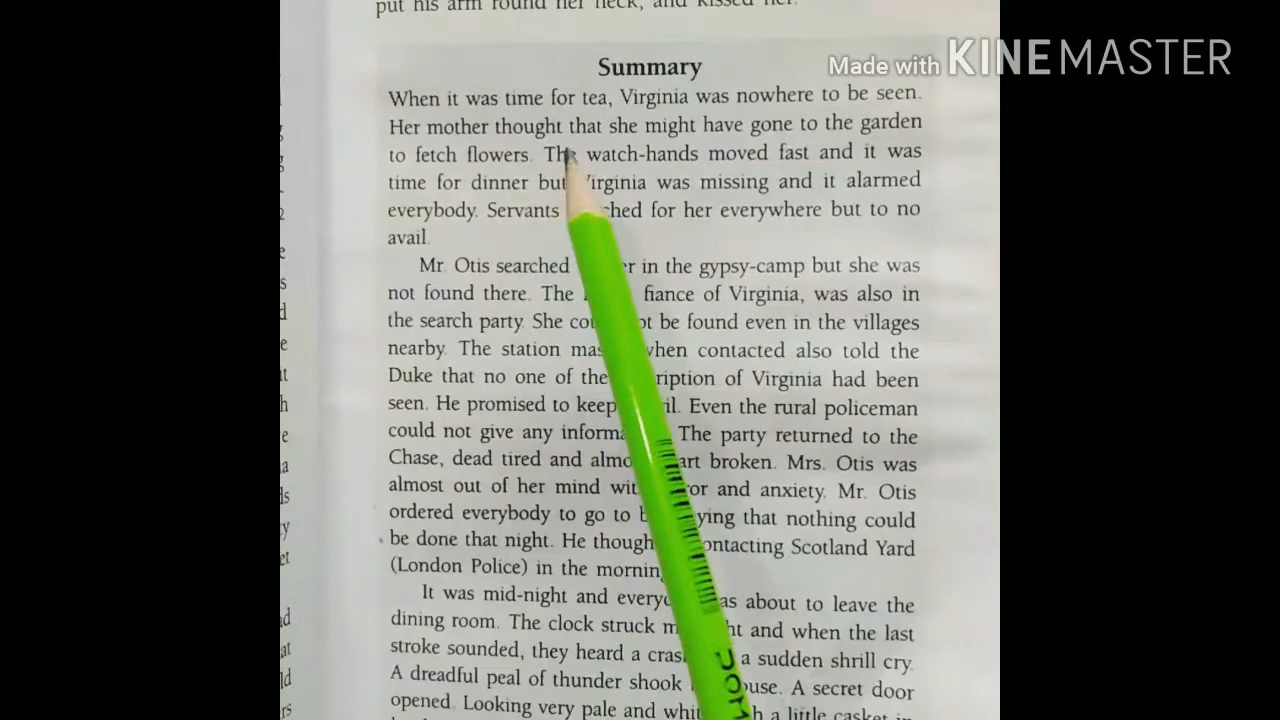 put his arm round her neck, and kissed her.
Made with KINEMASTER
Summary
When it was time for tea, Virginia was nowhere to be seen.
Her mother thought that she might have gone to the garden
to fetch flowers. The watch-hands moved fast and it was
time for dinner but Virginia was missing and it alarmed
everybody. Servants ched for her everywhere but to no
avail.
Mr. Otis searched er in the gypsy-camp but she was
not found there. The fiance of Virginia, was also in
the search party. She cou ot be found even in the villages
nearby. The station mas when contacted also told the
Duke that no one of the ription of Virginia had been
seen. He promised to keep il. Even the rural policeman
could not give any informa The party returned to the
Chase, dead tired and almo art broken. Mrs. Otis was
almost out of her mind wit ror and anxiety. Mr. Otis
ordered everybody to go to b ying that nothing could
be done that night. He though ontacting Scotland Yard
(London Police) in the morning
It was mid-night and everyo as about to leave the
dining room. The clock struck m ht and when the last
stroke sounded, they heard a cras a sudden shrill cry.
A dreadful peal of thunder shook ouse. A secret door
opened. Looking very pale and whit h a little casket in